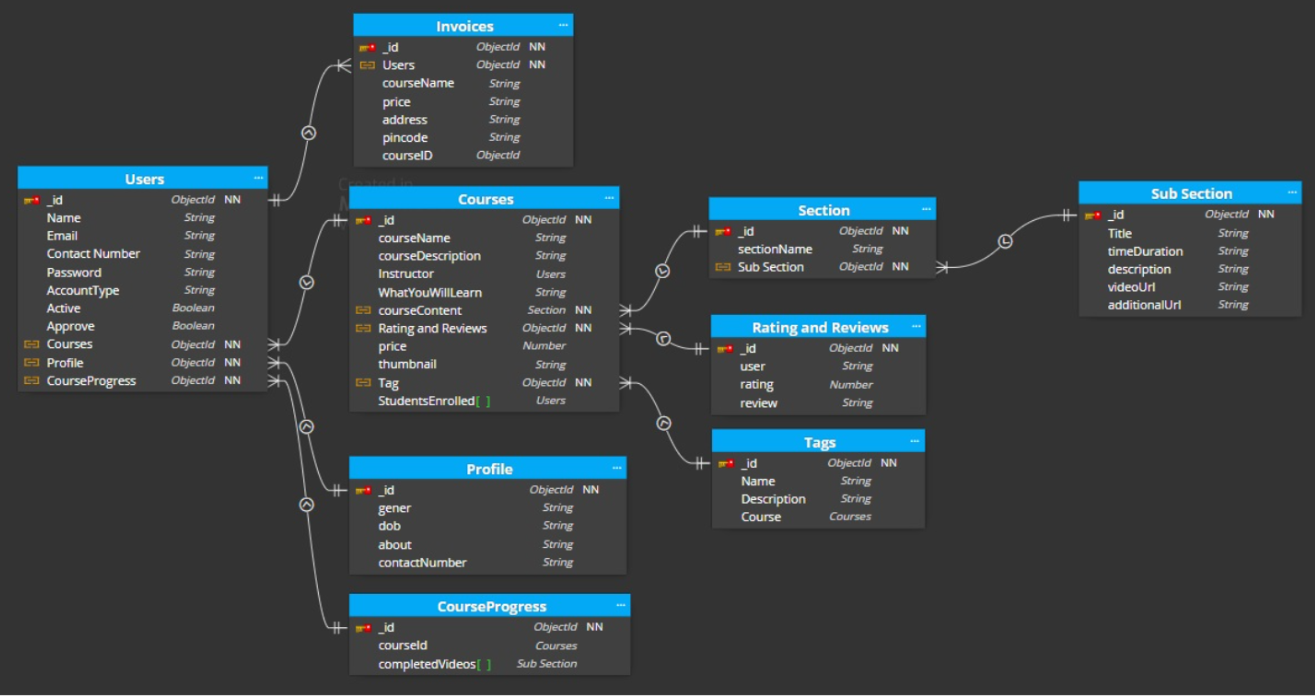 Invoices ...
_id ObjectId NN
Users ObjectId NN
courseName String
price String
address String
pincode String
courseID ObjectId
Users ...
_id ObjectId NN
Name String
Email String
Contact Number String
Password String
AccountType String
Active Boolean
Approve Boolean
Courses ObjectId NN
Profile ObjectId NN
CourseProgress ObjectId NN
Created in
Courses ...
_id ObjectId NN
courseName String
courseDescription String
Instructor Users
WhatYouWillLearn String
courseContent Section NN
Rating and Reviews ObjectId NN
price Number
thumbnail String
Tag ObjectId NN
StudentsEnrolled[ ] Users
Profile ...
_id ObjectId NN
gener String
dob String
about String
contactNumber String
CourseProgress ...
_id ObjectId NN
courseId Courses
completedVideos[ ] Sub Section
Section ...
_id ObjectId NN
sectionName String
Sub Section ObjectId NN
Rating and Reviews ...
_id ObjectId NN
user String
rating Number
review String
Tags ...
_id ObjectId NN
Name String
Description String
Course Courses
Sub Section ...
_id ObjectId NN
Title String
timeDuration String
description String
videoUrl String
additionalUrl String